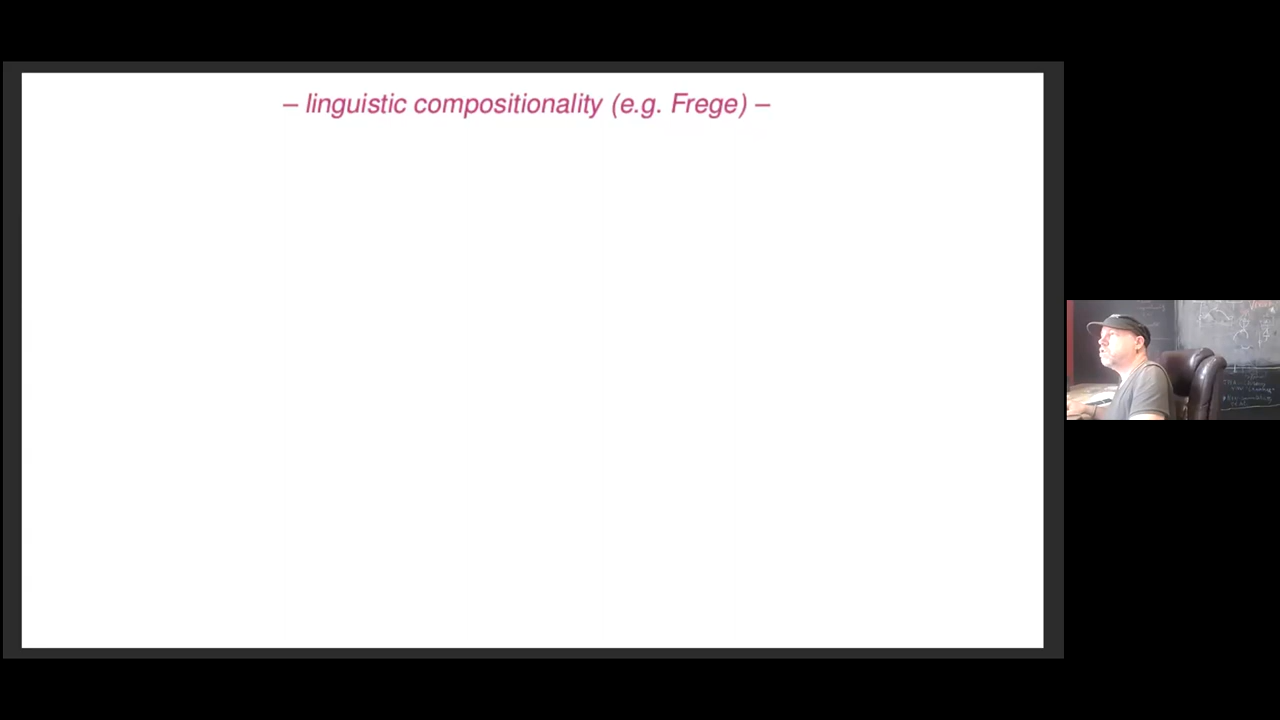 – linguistic compositionality (e.g. Frege) –